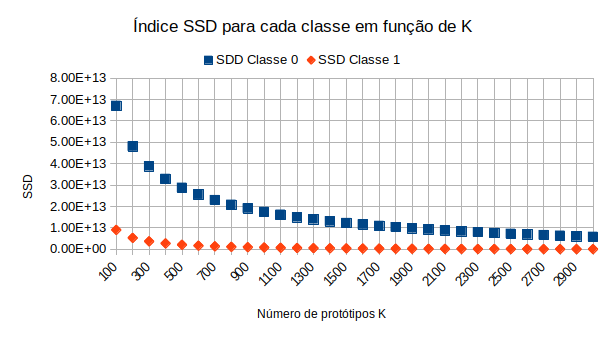 Índice SSD para cada classe em função de K
SDD Classe 0 SSD Classe 1
8.00E+13
7.00E+13
6.00E+13
5.00E+13
4.00E+13
3.00E+13
2.00E+13
1.00E+13
0.00E+00
SSD
100 300 500 700 900 1100 1300 1500 1700 1900 2100 2300 2500 2700 2900
Número de protótipos K